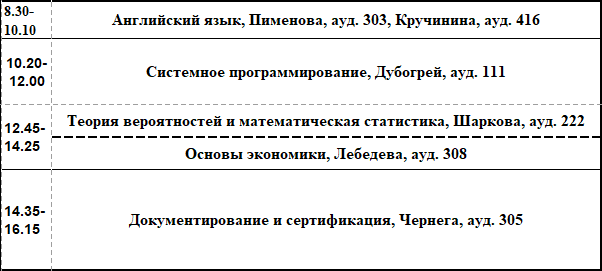 8.30-
10.10
Английский язык, Пименова, ауд. 303, Кручинина, ауд. 416
10.20-
12.00
Системное программирование, Дубогрей, ауд. 111
12.45-
14.25
Теория вероятностей и математическая статистика, Шаркова, ауд. 222
Основы экономики, Лебедева, ауд. 308
14.35-
16.15
Документирование и сертификация, Чернега, ауд. 305